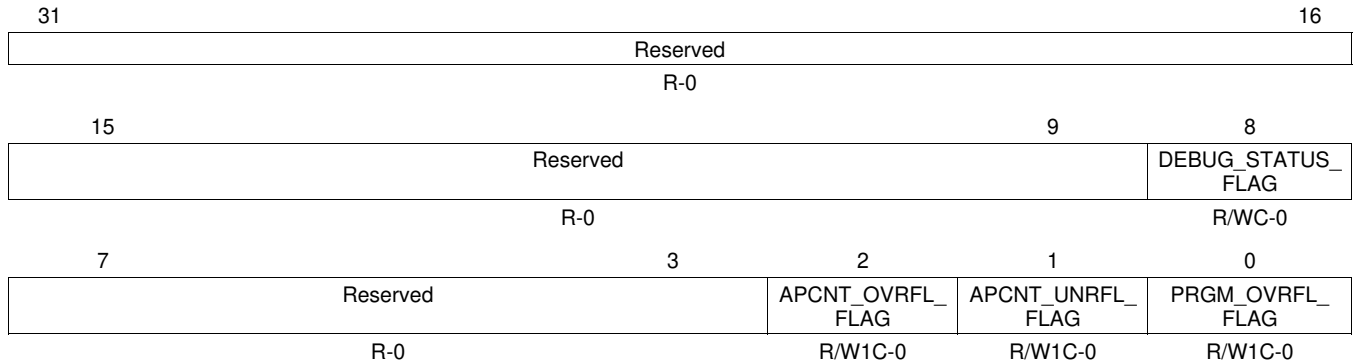 31 16
Reserved
R-0
15 9 8
Reserved DEBUG_STATUS_
FLAG
R-0 R/WC-0
7 3 2 1 0
Reserved APCNT_OVRFL_ APCNT_UNRFL_ PRGM_OVRFL_
FLAG FLAG FLAG
R-0 R/W1C-0 R/W1C-0 R/W1C-0